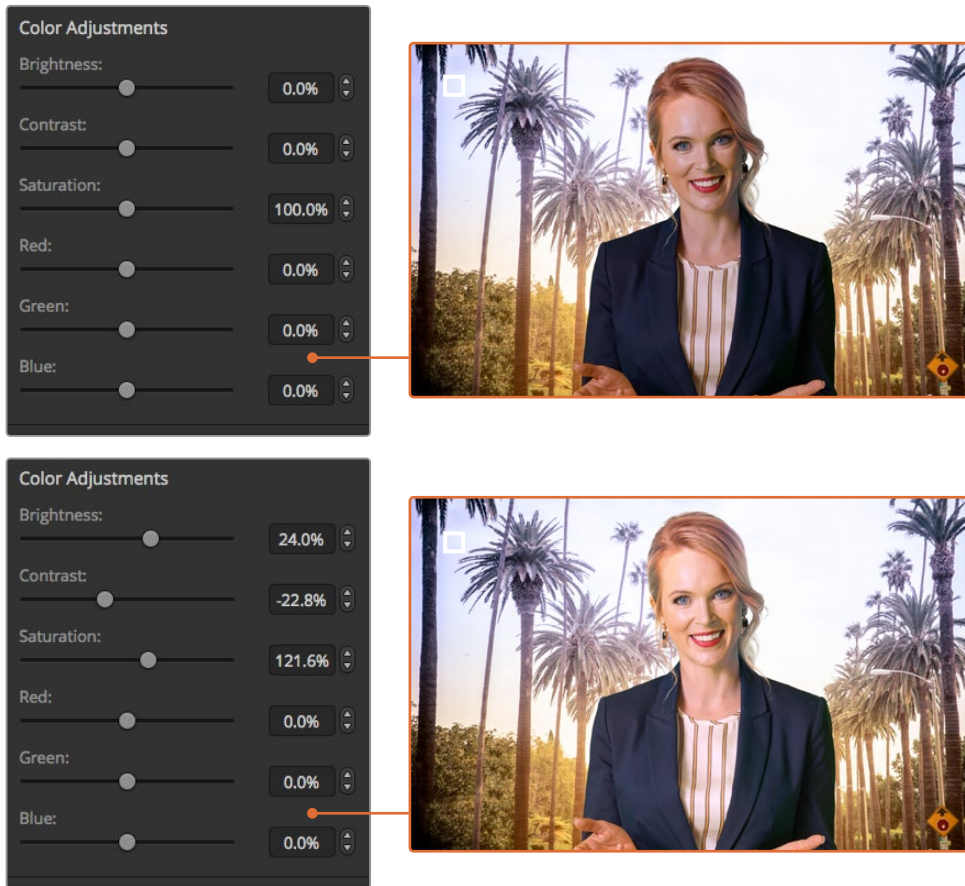 Color Adjustments
Brightness:
0.0%
Contrast:
0.0%
Saturation:
100.0%
Red:
0.0%
Green:
0.0%
Blue:
0.0%
Color Adjustments
Brightness:
24.0%
Contrast:
-22.8%
Saturation:
121.6%
Red:
0.0%
Green:
0.0%
Blue:
0.0%